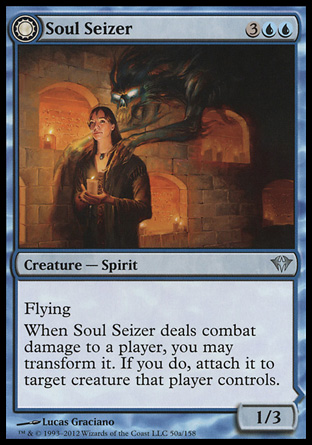 Soul Seizer 3
Creature — Spirit
Flying
When Soul Seizer deals combat
damage to a player, you may
transform it. If you do, attach it to
target creature that player controls.
Lucas Graciano
™ & © 1993–2012 Wizards of the Coast LLC 50a/158
1/3